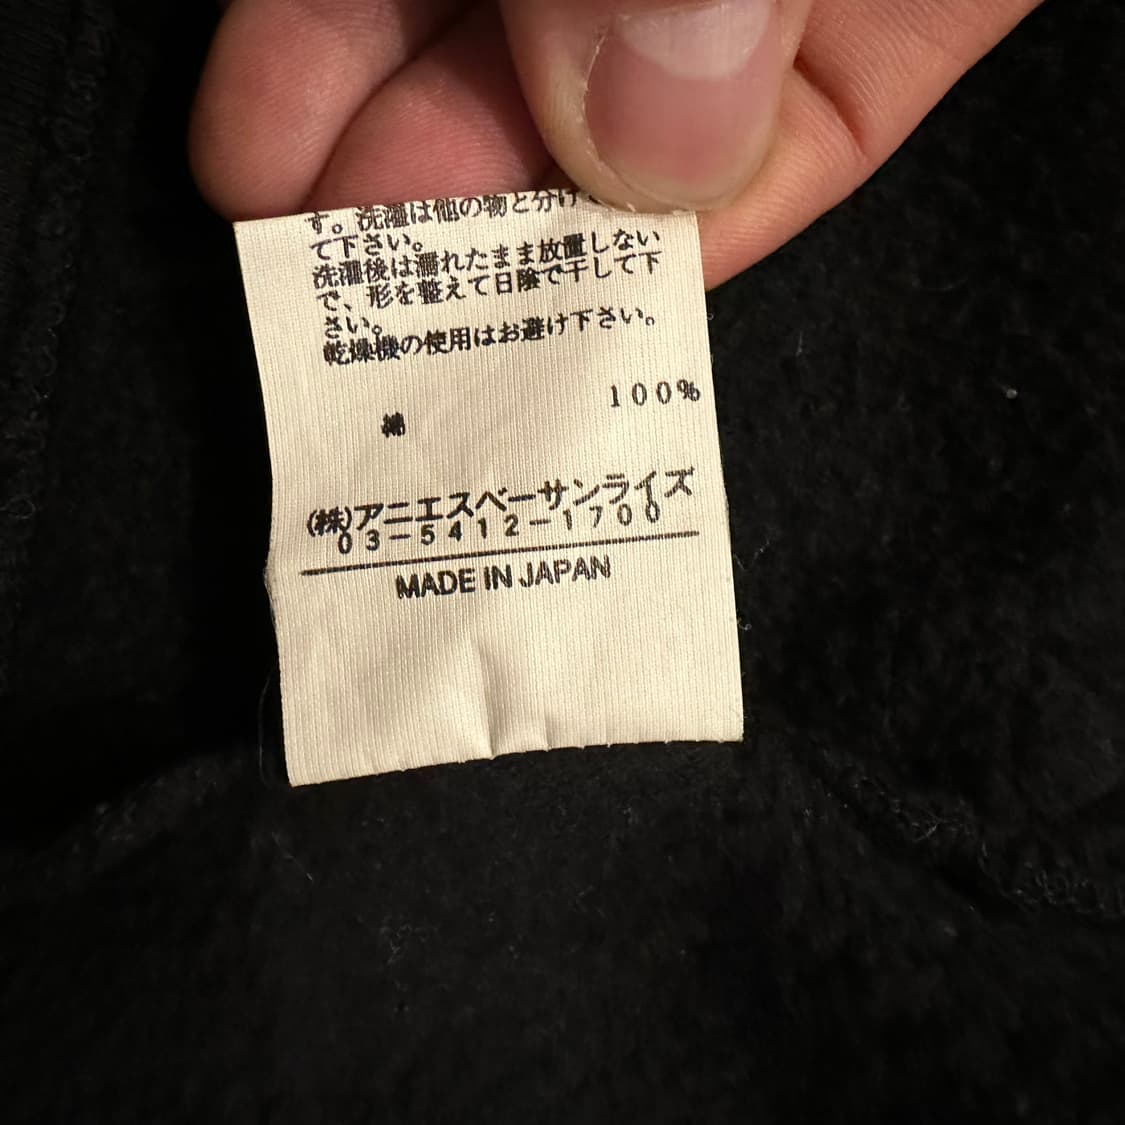 す。洗濯は他の物と分け
て下さい。
洗濯後は濡れたまま放置しない
で、形を整えて日陰で干して下
さい。
乾燥機の使用はお避け下さい。
綿 100%
(株)アニエスベーサンライズ
03-5412-1700
MADE IN JAPAN